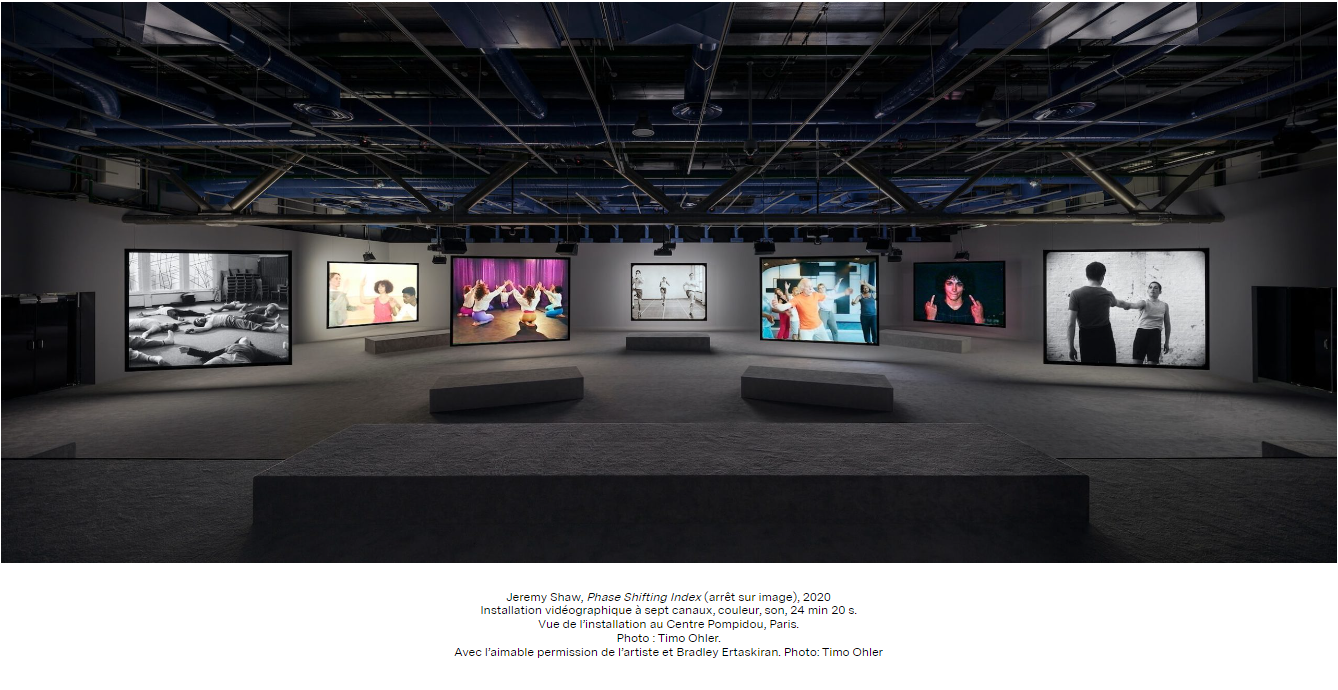 Jeremy Shaw, Phase Shifting Index (arrêt sur image), 2020
Installation vidéographique à sept canaux, couleur, son, 24 min 20 s.
Vue de l’installation au Centre Pompidou, Paris.
Photo : Timo Ohler.
Avec l’aimable permission de l’artiste et Bradley Ertaskiran. Photo: Timo Ohler